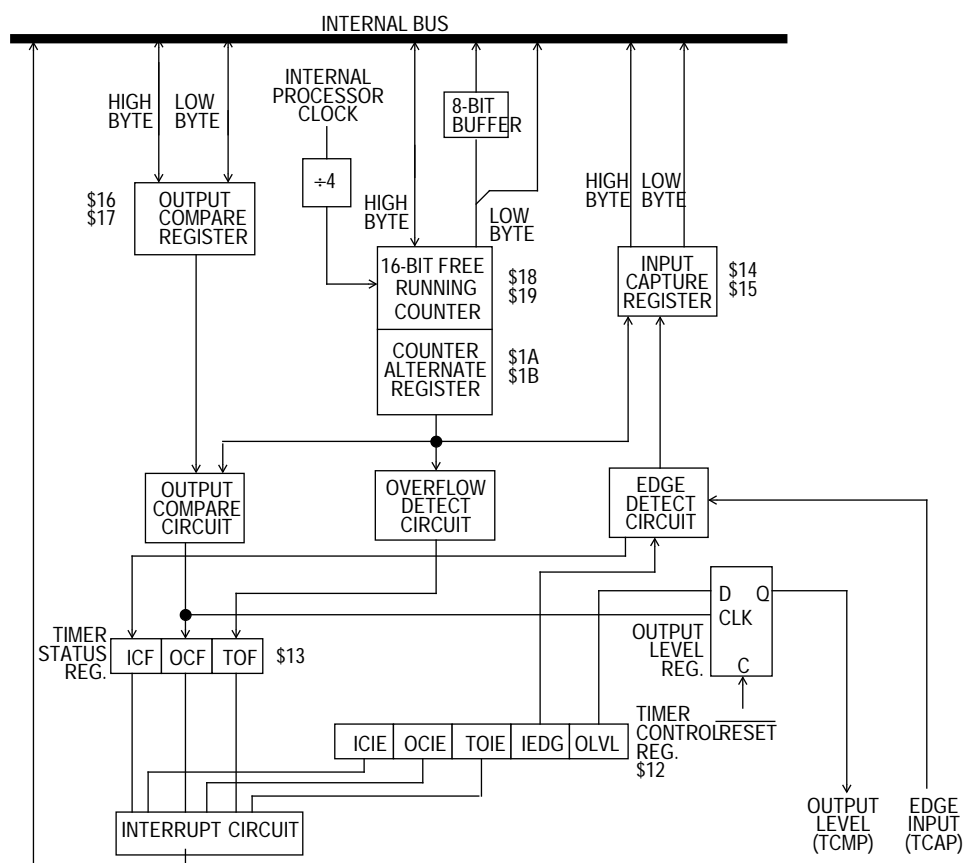 INTERNAL BUS
HIGH
BYTE
LOW
BYTE
INTERNAL
PROCESSOR
CLOCK
÷4
8-BIT
BUFFER
HIGH
BYTE
LOW
BYTE
HIGH
BYTE
LOW
BYTE
$16
$17
OUTPUT
COMPARE
REGISTER
16-BIT FREE
RUNNING
COUNTER
$18
$19
COUNTER
ALTERNATE
REGISTER
$1A
$1B
INPUT
CAPTURE
REGISTER
$14
$15
OUTPUT
COMPARE
CIRCUIT
OVERFLOW
DETECT
CIRCUIT
EDGE
DETECT
CIRCUIT
D Q
CLK
C
OUTPUT
LEVEL
REG.
RESET
TIMER
STATUS
REG.
ICF OCF TOF
$13
ICIE OCIE TOIE IEDG OLVL
TIMER
CONTROL
REG.
$12
INTERRUPT CIRCUIT
OUTPUT
LEVEL
(TCMP)
EDGE
INPUT
(TCAP)